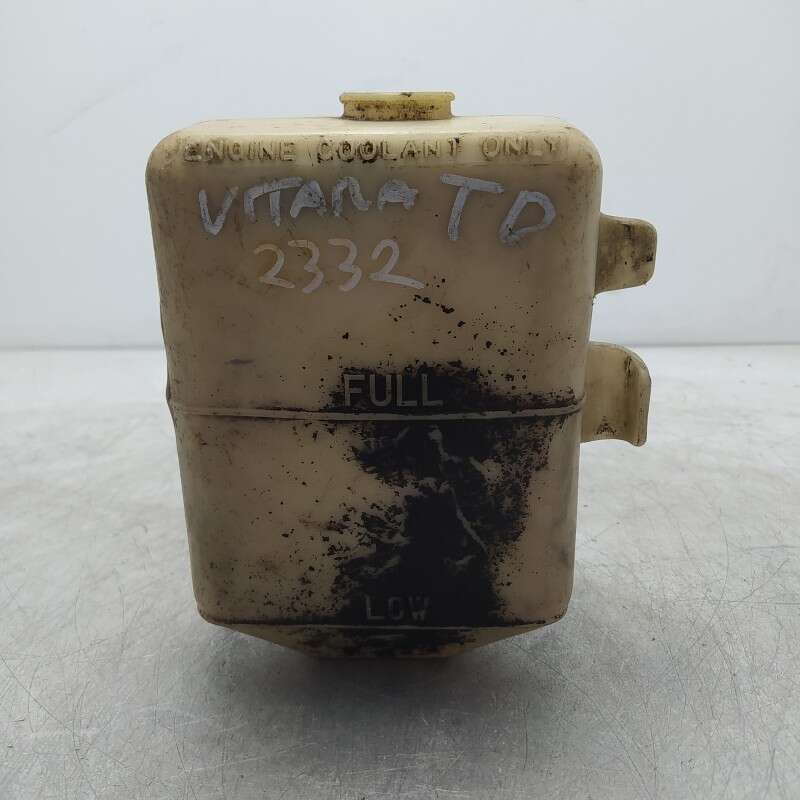 ENGINE COOLANT ONLY
VITARA TD
2332
FULL
LOW